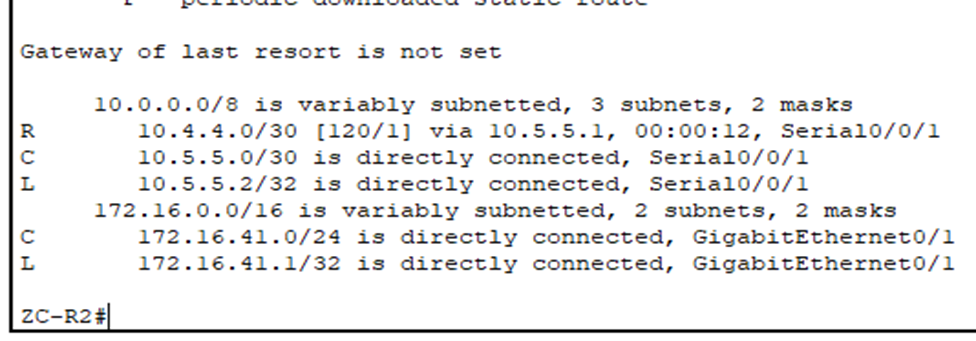 P - periodic downloaded static route
Gateway of last resort is not set
10.0.0.0/8 is variably subnetted, 3 subnets, 2 masks
R 10.4.4.0/30 [120/1] via 10.5.5.1, 00:00:12, Serial0/0/1
C 10.5.5.0/30 is directly connected, Serial0/0/1
L 10.5.5.2/32 is directly connected, Serial0/0/1
172.16.0.0/16 is variably subnetted, 2 subnets, 2 masks
C 172.16.41.0/24 is directly connected, GigabitEthernet0/1
L 172.16.41.1/32 is directly connected, GigabitEthernet0/1
ZC-R2#